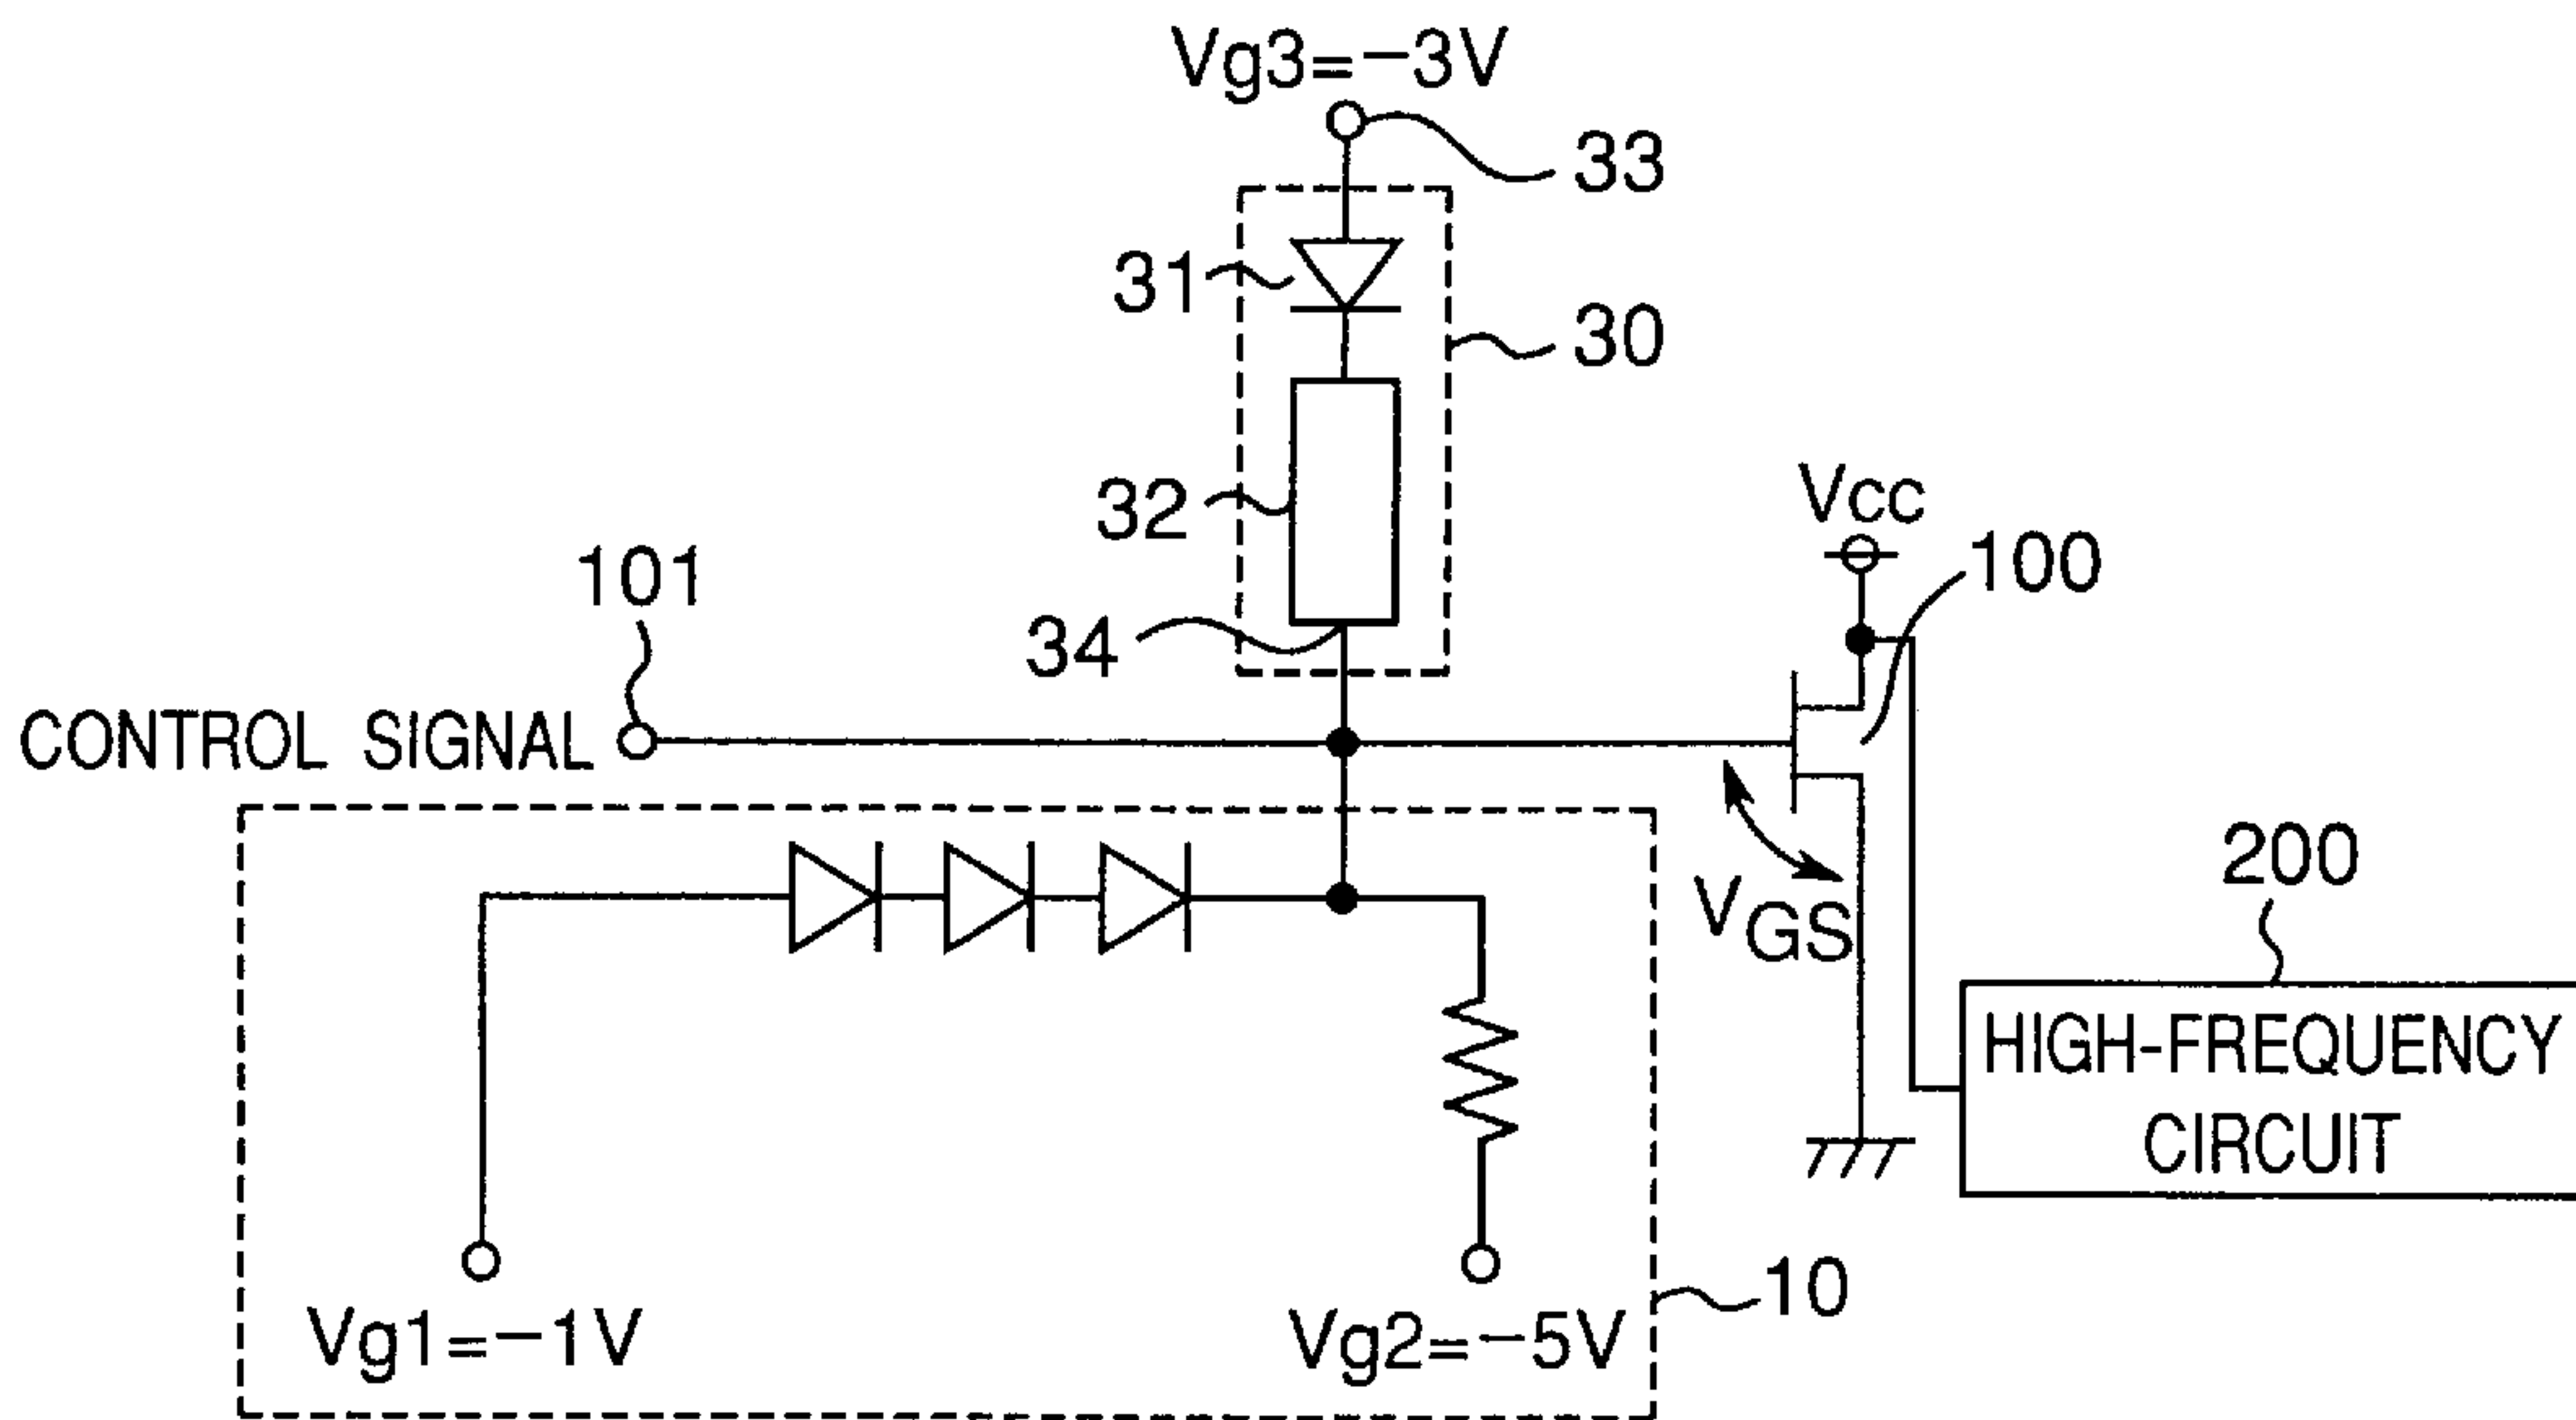 Vg3=-3V
33
31
30
32
Vcc
101
100
34
CONTROL SIGNAL
VGS
200
HIGH-FREQUENCY
CIRCUIT
10
Vg1=-1V
Vg2=-5V